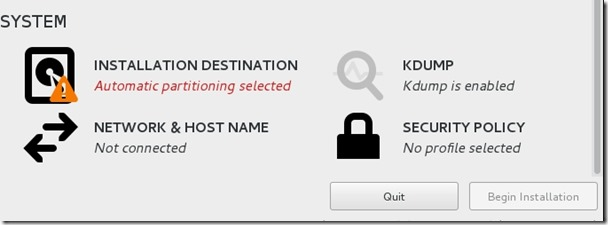 SYSTEM
INSTALLATION DESTINATION
Automatic partitioning selected
KDUMP
Kdump is enabled
NETWORK & HOST NAME
Not connected
SECURITY POLICY
No profile selected
Quit
Begin Installation